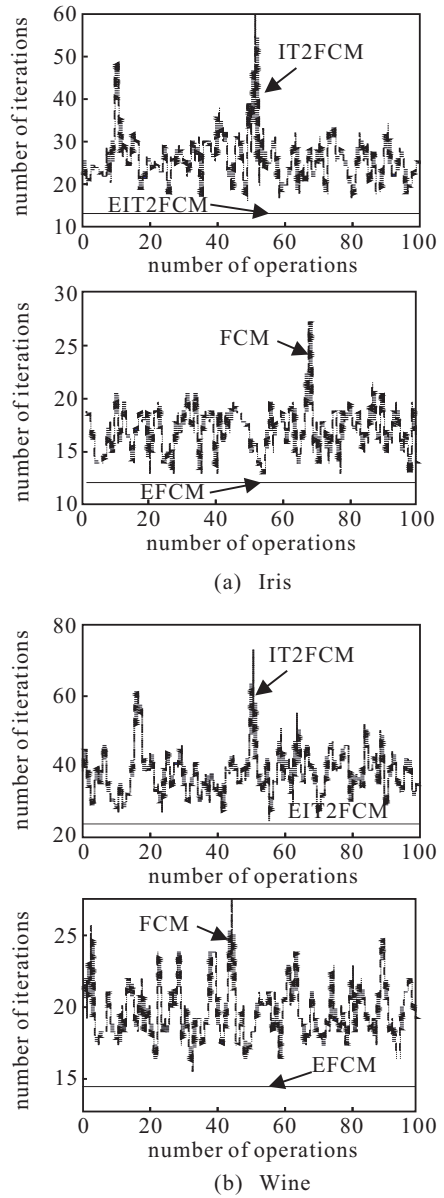 60
50
40
30
20
10
number of iterations
IT2FCM
EIT2FCM
0 20 40 60 80 100
number of operations
30
25
20
15
10
number of iterations
FCM
EFCM
0 20 40 60 80 100
number of operations
(a) Iris
80
60
40
20
number of iterations
IT2FCM
EIT2FCM
0 20 40 60 80 100
number of operations
25
20
15
number of iterations
FCM
EFCM
0 20 40 60 80 100
number of operations
(b) Wine